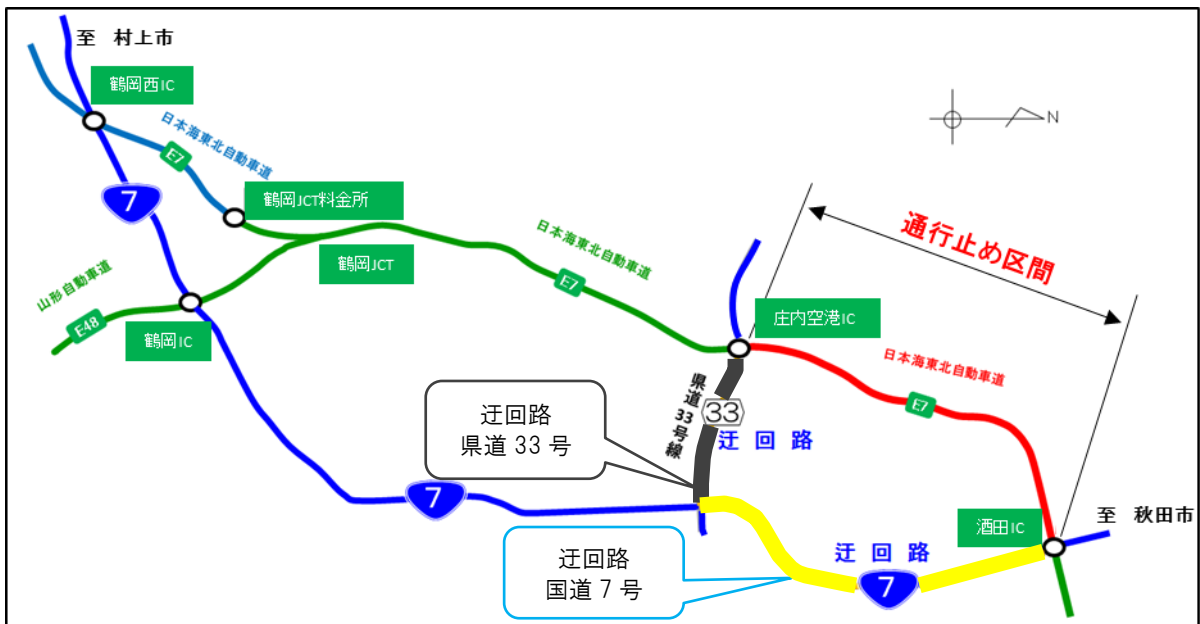 至 村上市
鶴岡西IC
日本海東北自動車道
E7
7
鶴岡JCT料金所
鶴岡JCT
山形自動車道
E48
鶴岡IC
日本海東北自動車道
E7
N
通行止め区間
庄内空港IC
日本海東北自動車道
E7
県道33号線
33
迂回路
迂回路
県道 33 号
7
迂回路
国道 7 号
迂回路
7
酒田IC
至 秋田市